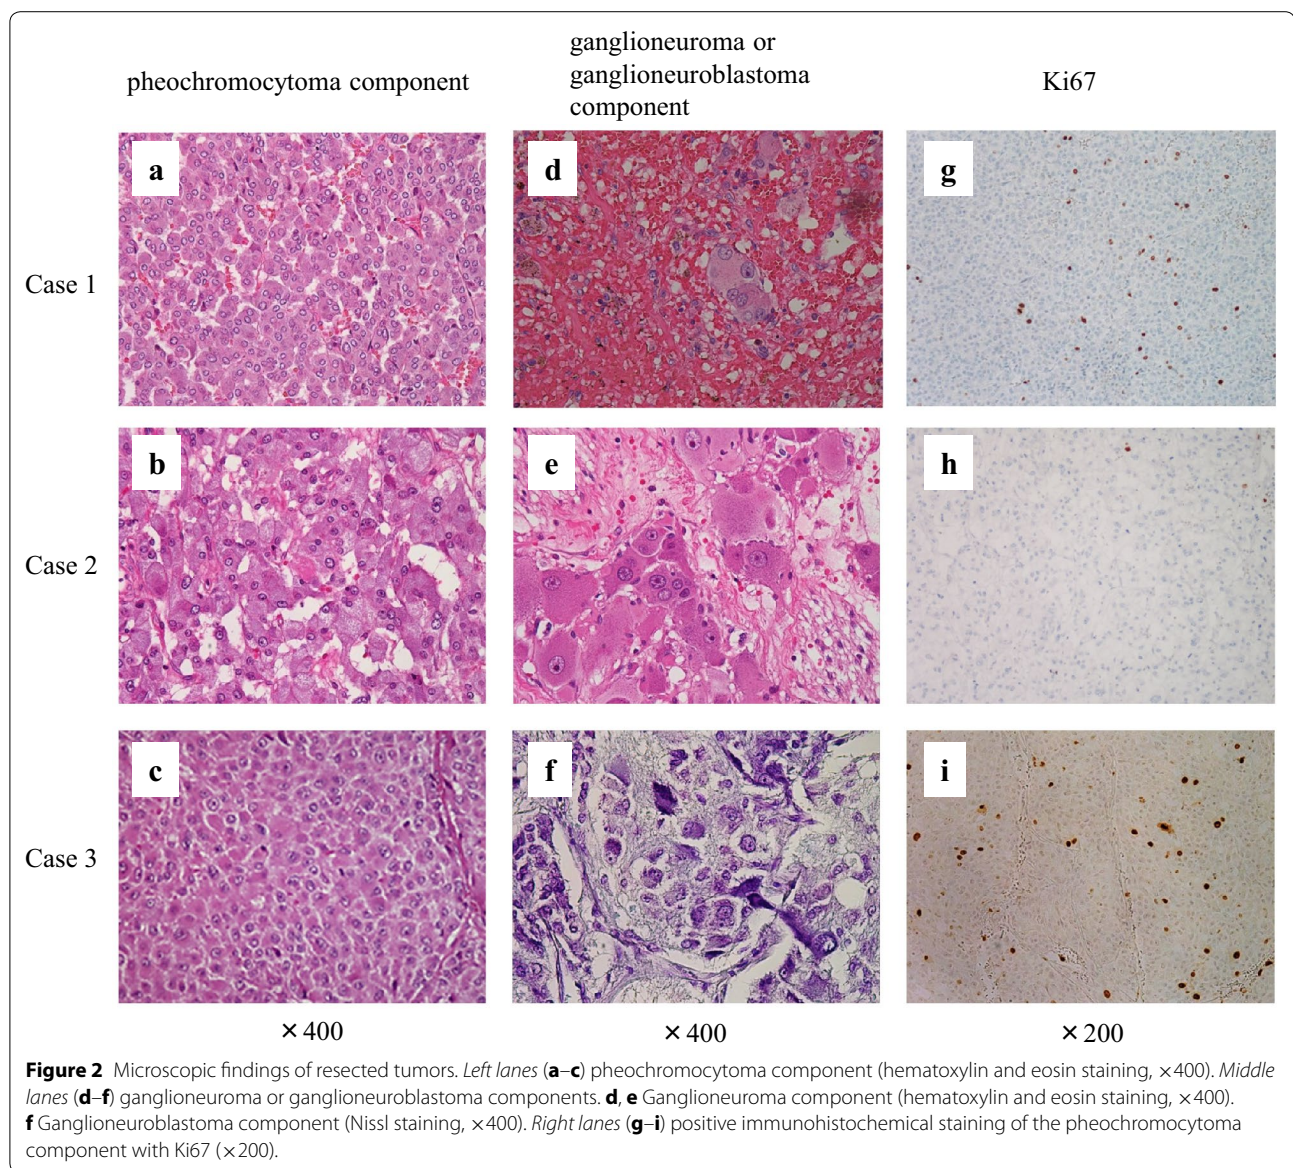 pheochromocytoma component
ganglioneuroma or
ganglioneuroblastoma
component
Ki67
Case 1
a
d
g
Case 2
b
e
h
Case 3
c
f
i
×400
×400
×200
Figure 2 Microscopic findings of resected tumors. Left lanes (a–c) pheochromocytoma component (hematoxylin and eosin staining, ×400). Middle
lanes (d–f) ganglioneuroma or ganglioneuroblastoma components. d, e Ganglioneuroma component (hematoxylin and eosin staining, ×400).
f Ganglioneuroblastoma component (Nissl staining, ×400). Right lanes (g–i) positive immunohistochemical staining of the pheochromocytoma
component with Ki67 (×200).